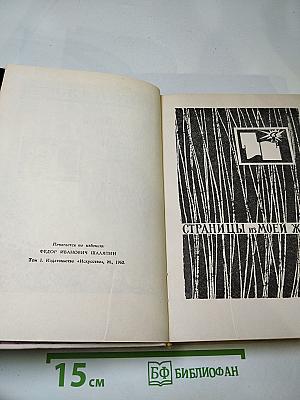 Печатается по изданию
ФЕДОР ИВАНОВИЧ ШАЛЯПИН
Том 1. Издательство «Искусство», М., 1960.
СТРАНИЦЫ ИЗ МОЕЙ Ж
15 см
БФ БИБЛИОФАН